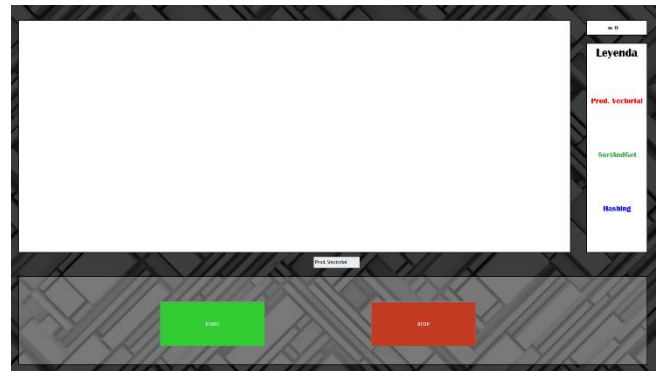 Leyenda
Prod. Vectorial
SortAndGet
Hashing
Prod. Vectorial
START
STOP